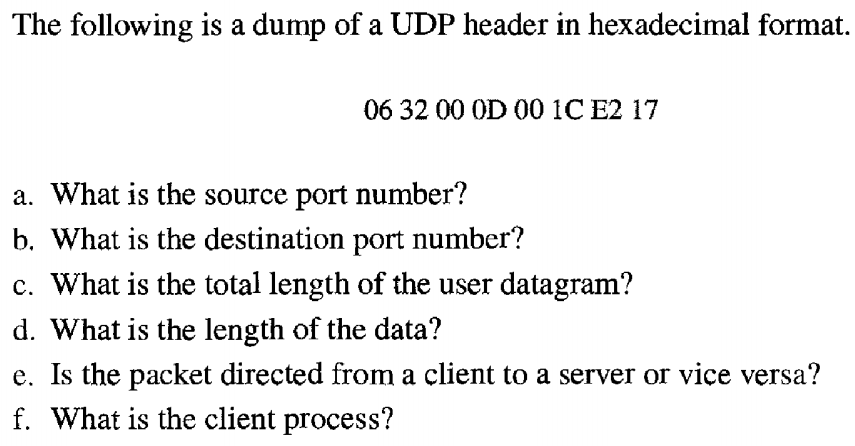 The following is a dump of a UDP header in hexadecimal format.
06 32 00 0D 00 1C E2 17
a. What is the source port number?
b. What is the destination port number?
c. What is the total length of the user datagram?
d. What is the length of the data?
e. Is the packet directed from a client to a server or vice versa?
f. What is the client process?